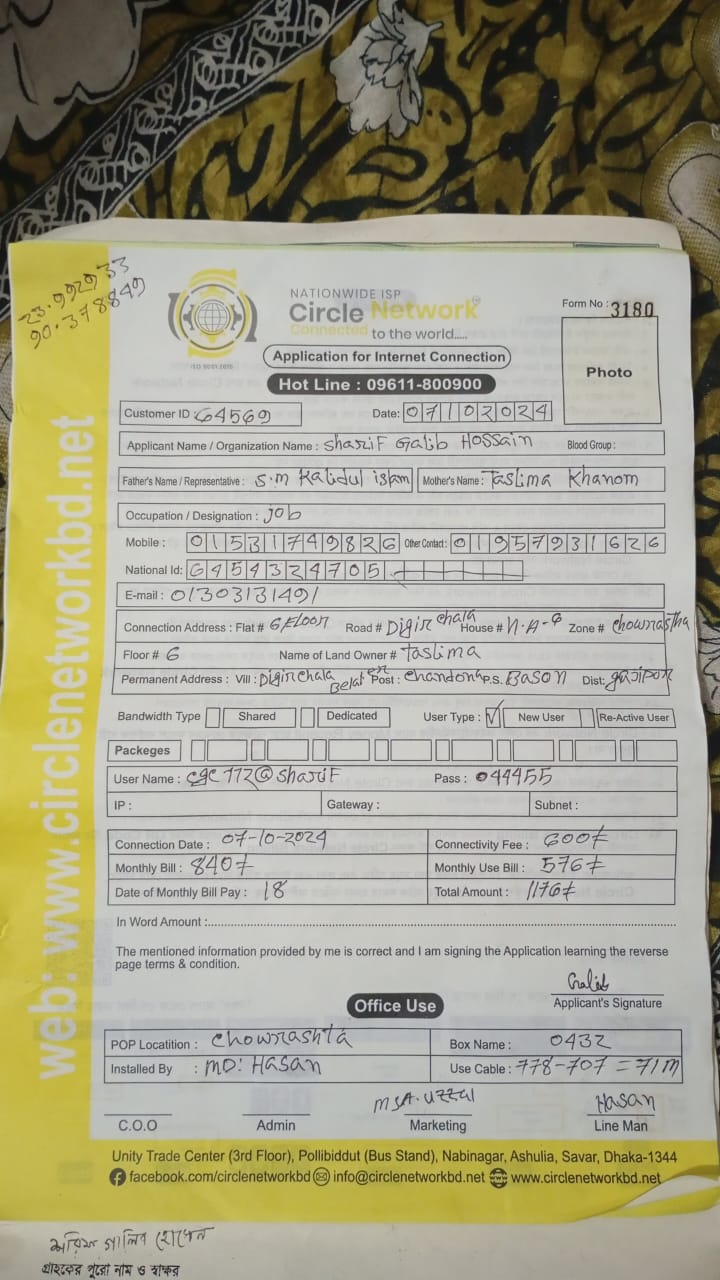 23.992933
90.378849
NATIONWIDE ISP
Circle Network
Connected to the world.....
ISO 9001:2015
Form No : 3180
Application for Internet Connection
Hot Line : 09611-800900
Photo
Customer ID : 64569 Date: 07102024
Applicant Name / Organization Name : Sharif Galib Hossain Blood Group :
Father's Name / Representative : S.M Kalidul islam Mother's Name : Taslima Khanom
Occupation / Designation : Job
Mobile : 01531749826 Other Contact : 01957931626
National Id: 6454324705
E-mail : 01303131491
Connection Address : Flat # 6 Floor Road # Digir chala House # N.A-6 Zone # Chowrastha
Floor # 6 Name of Land Owner # Taslima
Permanent Address : Vill : Digirchala Post : Chandona P.S. Bason Dist: gazipur
Bandwidth Type Shared Dedicated User Type : ✓ New User Re-Active User
Packeges
User Name : cgc112@sharif Pass : 044455
IP : Gateway : Subnet :
Connection Date : 07-10-2024 Connectivity Fee : 600/
Monthly Bill : 840/ Monthly Use Bill : 576/
Date of Monthly Bill Pay : 18 Total Amount : 1176/
In Word Amount :
The mentioned information provided by me is correct and I am signing the Application learning the reverse
page terms & condition.
Galib
Applicant's Signature
Office Use
POP Locatition : Chowrashta Box Name : 0432
Installed By : MD: Hasan Use Cable : 778-707 = 71m
MSA. Uzzal Hasan
C.O.O Admin Marketing Line Man
Unity Trade Center (3rd Floor), Pollibiddut (Bus Stand), Nabinagar, Ashulia, Savar, Dhaka-1344
facebook.com/circlenetworkbd info@circlenetworkbd.net www.circlenetworkbd.net
web: www.circlenetworkbd.net
গালিব হোসেন
গ্রাহকের পুরো নাম ও স্বাক্ষর